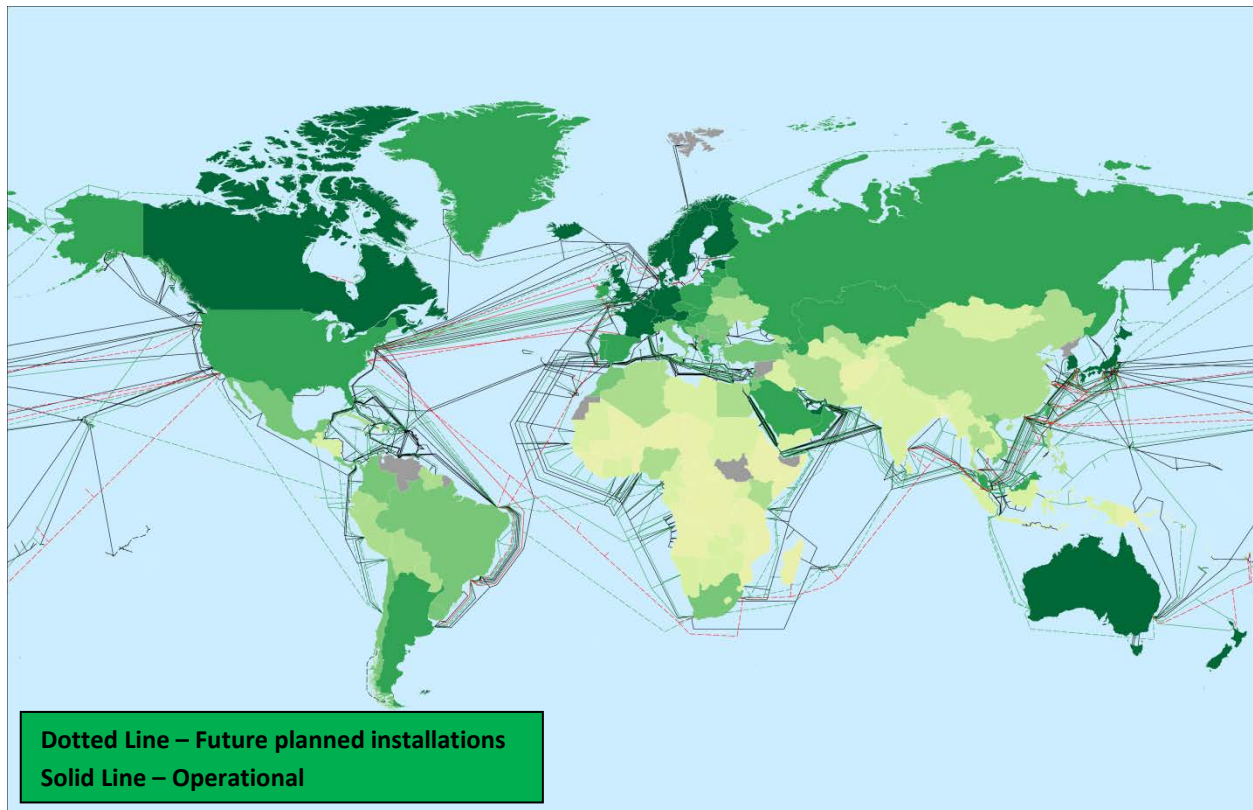 Dotted Line – Future planned installations
Solid Line – Operational